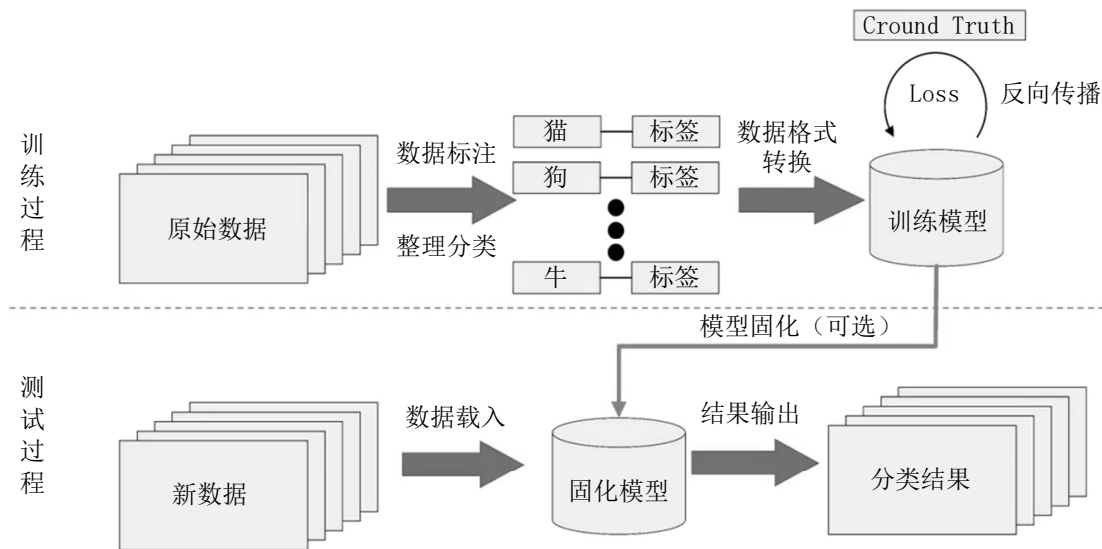 Cround Truth
Loss
反向传播
训练过程
原始数据
数据标注
整理分类
猫 标签
狗 标签
牛 标签
数据格式
转换
训练模型
模型固化（可选）
测试过程
新数据
数据载入
固化模型
结果输出
分类结果